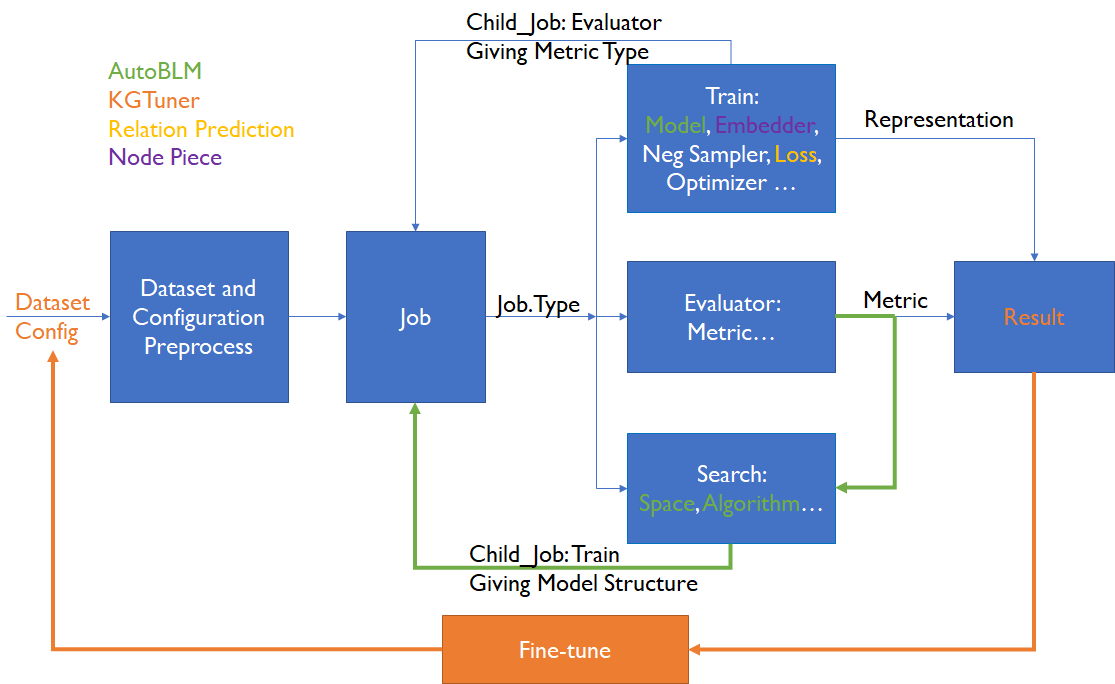 Child_Job: Evaluator
Giving Metric Type
AutoBLM
KGTuner
Relation Prediction
Node Piece
Train:
Model, Embedder,
Neg Sampler, Loss,
Optimizer …
Representation
Dataset
Config
Dataset and
Configuration
Preprocess
Job
Job.Type
Evaluator:
Metric…
Metric
Result
Search:
Space, Algorithm…
Child_Job: Train
Giving Model Structure
Fine-tune